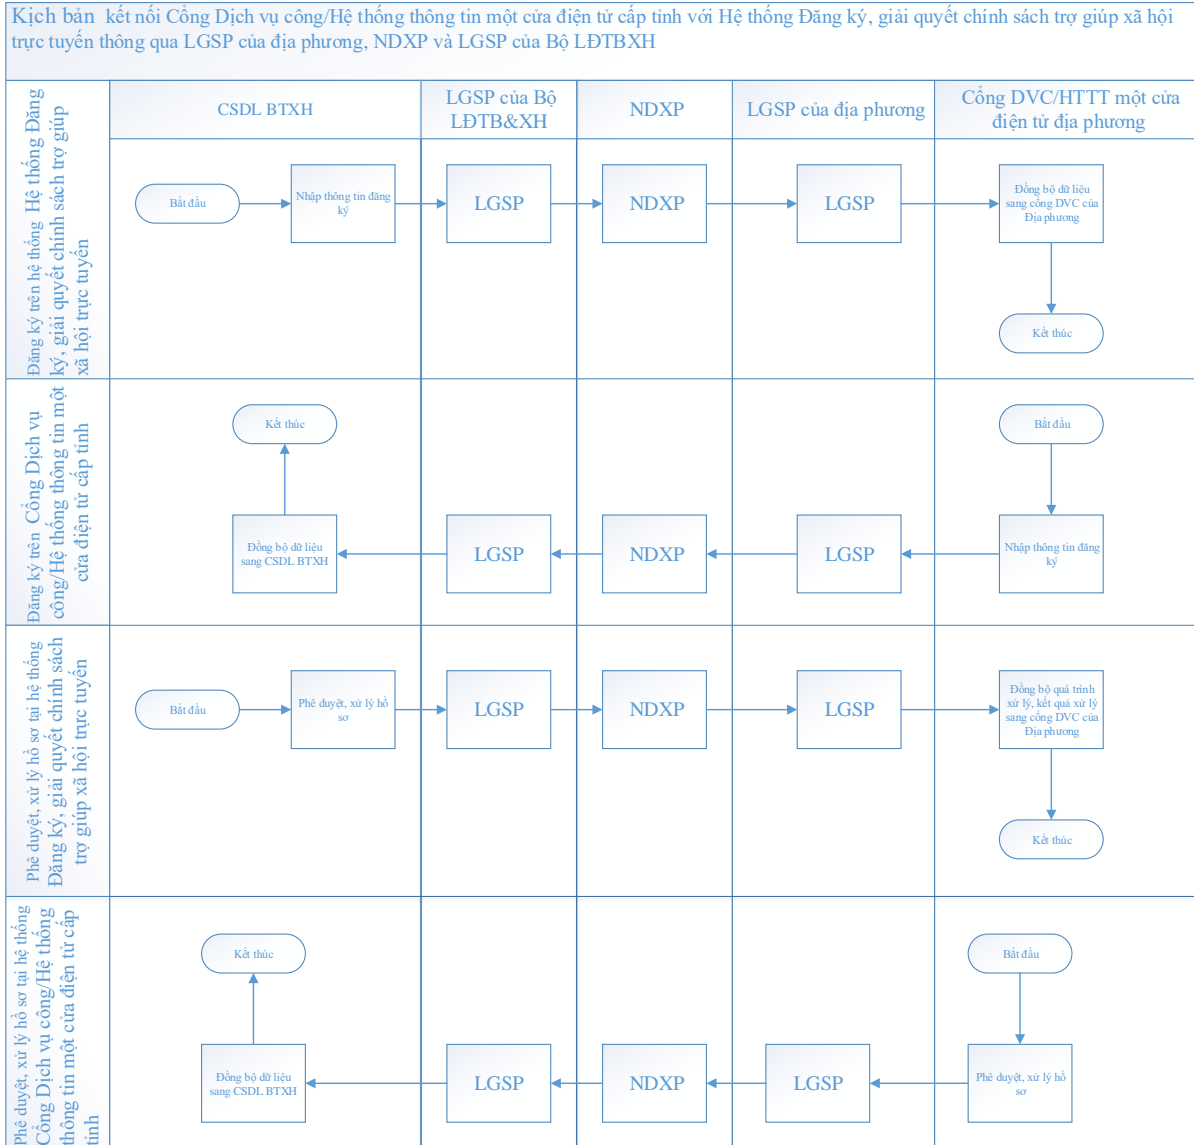 Kịch bản kết nối Cổng Dịch vụ công/Hệ thống thông tin một cửa điện tử cấp tỉnh với Hệ thống Đăng ký, giải quyết chính sách trợ giúp xã hội
trực tuyến thông qua LGSP của địa phương, NDXP và LGSP của Bộ LĐTBXH
CSDL BTXH
LGSP của Bộ
LĐTB&XH
NDXP
LGSP của địa phương
Cổng DVC/HTTT một cửa
điện tử địa phương
Đăng ký trên hệ thống Hệ thống Đăng
ký, giải quyết chính sách trợ giúp
xã hội trực tuyến
Bắt đầu
Nhập thông tin đăng
ký
LGSP
NDXP
LGSP
Đồng bộ dữ liệu
sang cổng DVC của
Địa phương
Kết thúc
Đăng ký trên Cổng Dịch vụ
công/Hệ thống thông tin một
cửa điện tử cấp tỉnh
Kết thúc
Bắt đầu
Đồng bộ dữ liệu
sang CSDL BTXH
LGSP
NDXP
LGSP
Nhập thông tin đăng
ký
Phê duyệt, xử lý hồ sơ tại hệ thống
Đăng ký, giải quyết chính sách
trợ giúp xã hội trực tuyến
Bắt đầu
Phê duyệt, xử lý hồ
sơ
LGSP
NDXP
LGSP
Đồng bộ quá trình
xử lý, kết quả xử lý
sang cổng DVC của
Địa phương
Kết thúc
Phê duyệt, xử lý hồ sơ tại hệ thống
Cổng Dịch vụ công/Hệ thống
thông tin một cửa điện tử cấp
tỉnh
Kết thúc
Bắt đầu
Đồng bộ dữ liệu
sang CSDL BTXH
LGSP
NDXP
LGSP
Phê duyệt, xử lý hồ
sơ